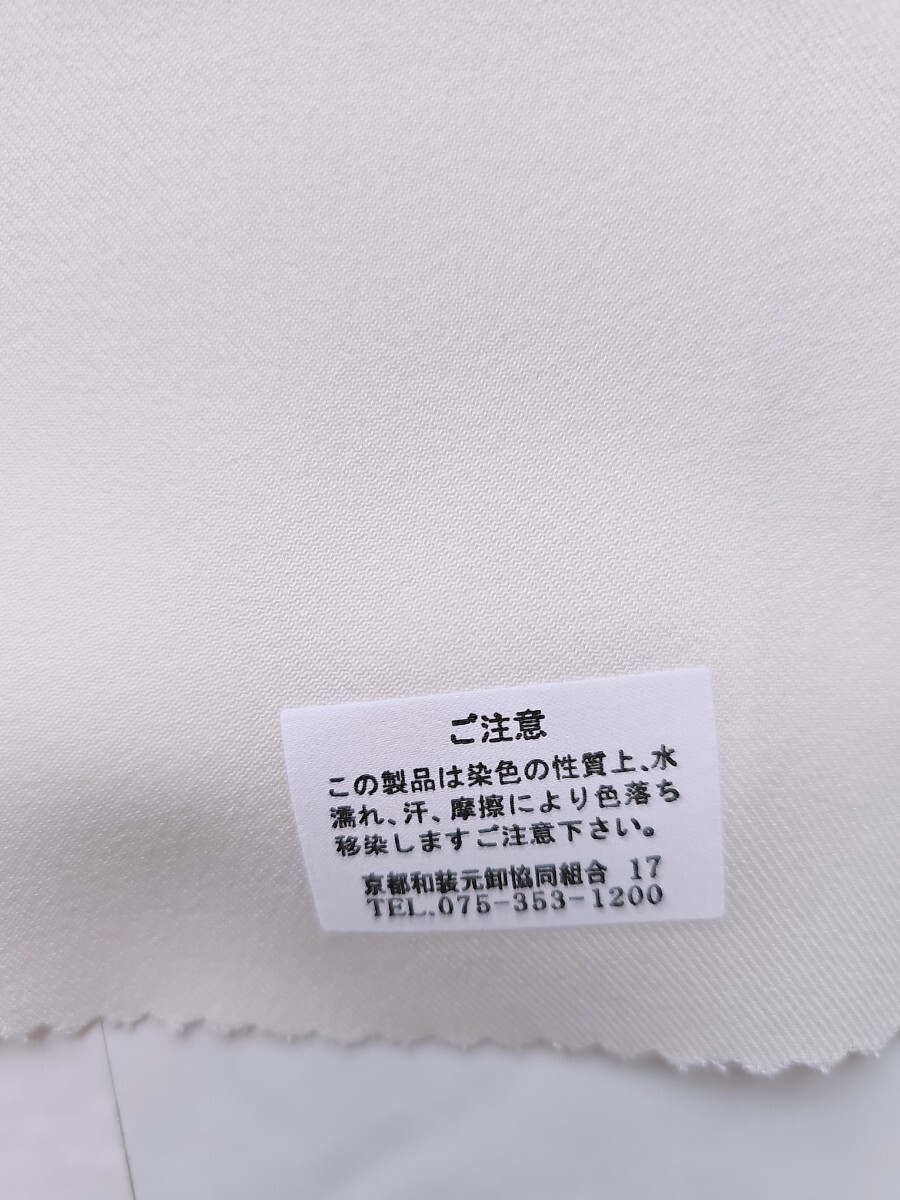 ご注意
この製品は染色の性質上、水
濡れ、汗、摩擦により色落ち
移染しますご注意下さい。
京都和装元卸協同組合 17
TEL.075-353-1200